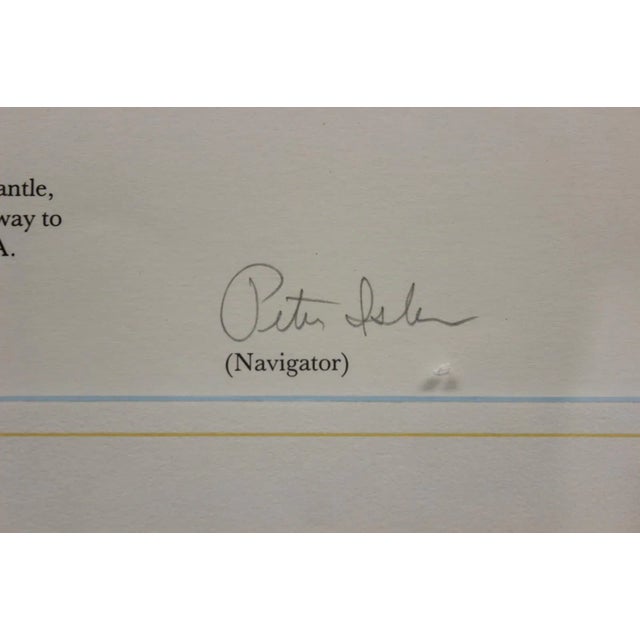 antle,
way to
A.
Peter Isler
(Navigator)